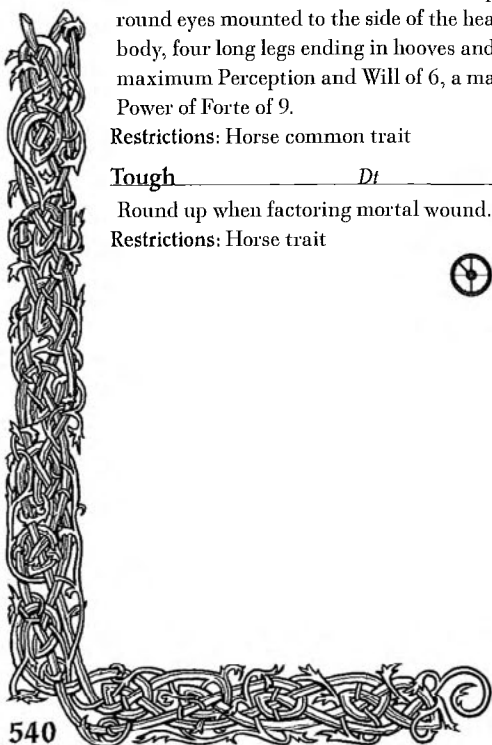 round eyes mounted to the side of the hea
body, four long legs ending in hooves and
maximum Perception and Will of 6, a ma
Power of Forte of 9.
Restrictions: Horse common trait
Tough Dt
Round up when factoring mortal wound.
Restrictions: Horse trait
540